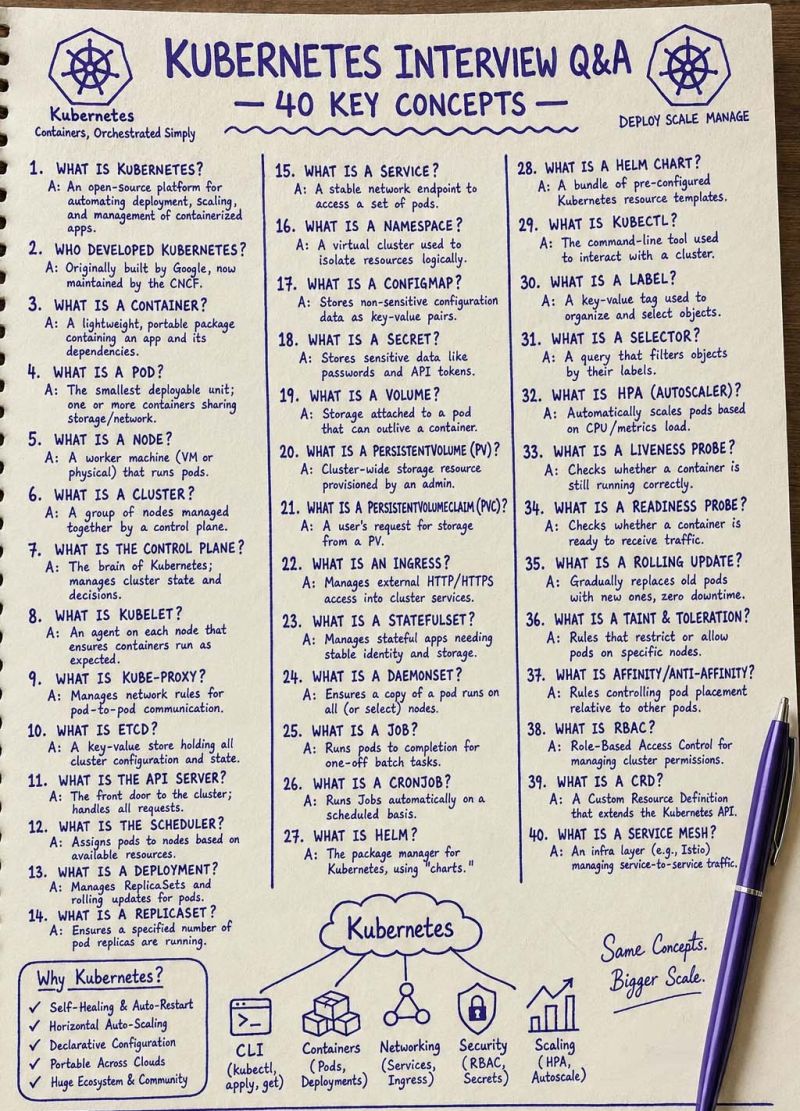 KUBERNETES INTERVIEW Q&A
— 40 KEY CONCEPTS —
Kubernetes
Containers, Orchestrated Simply
DEPLOY SCALE MANAGE
1. WHAT IS KUBERNETES?
A: An open-source platform for
automating deployment, scaling,
and management of containerized
apps.
2. WHO DEVELOPED KUBERNETES?
A: Originally built by Google, now
maintained by the CNCF.
3. WHAT IS A CONTAINER?
A: A lightweight, portable package
containing an app and its
dependencies.
4. WHAT IS A POD?
A: The smallest deployable unit;
one or more containers sharing
storage/network.
5. WHAT IS A NODE?
A: A worker machine (VM or
physical) that runs pods.
6. WHAT IS A CLUSTER?
A: A group of nodes managed
together by a control plane.
7. WHAT IS THE CONTROL PLANE?
A: The brain of Kubernetes;
manages cluster state and
decisions.
8. WHAT IS KUBELET?
A: An agent on each node that
ensures containers run as
expected.
9. WHAT IS KUBE-PROXY?
A: Manages network rules for
pod-to-pod communication.
10. WHAT IS ETCD?
A: A key-value store holding all
cluster configuration and state.
11. WHAT IS THE API SERVER?
A: The front door to the cluster;
handles all requests.
12. WHAT IS THE SCHEDULER?
A: Assigns pods to nodes based on
available resources.
13. WHAT IS A DEPLOYMENT?
A: Manages ReplicaSets and
rolling updates for pods.
14. WHAT IS A REPLICASET?
A: Ensures a specified number of
pod replicas are running.
15. WHAT IS A SERVICE?
A: A stable network endpoint to
access a set of pods.
16. WHAT IS A NAMESPACE?
A: A virtual cluster used to
isolate resources logically.
17. WHAT IS A CONFIGMAP?
A: Stores non-sensitive configuration
data as key-value pairs.
18. WHAT IS A SECRET?
A: Stores sensitive data like
passwords and API tokens.
19. WHAT IS A VOLUME?
A: Storage attached to a pod
that can outlive a container.
20. WHAT IS A PERSISTENTVOLUME (PV)?
A: Cluster-wide storage resource
provisioned by an admin.
21. WHAT IS A PERSISTENTVOLUMECLAIM (PVC)?
A: A user's request for storage
from a PV.
22. WHAT IS AN INGRESS?
A: Manages external HTTP/HTTPS
access into cluster services.
23. WHAT IS A STATEFULSET?
A: Manages stateful apps needing
stable identity and storage.
24. WHAT IS A DAEMONSET?
A: Ensures a copy of a pod runs on
all (or select) nodes.
25. WHAT IS A JOB?
A: Runs pods to completion for
one-off batch tasks.
26. WHAT IS A CRONJOB?
A: Runs Jobs automatically on a
scheduled basis.
27. WHAT IS HELM?
A: The package manager for
Kubernetes, using "charts."
28. WHAT IS A HELM CHART?
A: A bundle of pre-configured
Kubernetes resource templates.
29. WHAT IS KUBECTL?
A: The command-line tool used
to interact with a cluster.
30. WHAT IS A LABEL?
A: A key-value tag used to
organize and select objects.
31. WHAT IS A SELECTOR?
A: A query that filters objects
by their labels.
32. WHAT IS HPA (AUTOSCALER)?
A: Automatically scales pods based
on CPU/metrics load.
33. WHAT IS A LIVENESS PROBE?
A: Checks whether a container is
still running correctly.
34. WHAT IS A READINESS PROBE?
A: Checks whether a container is
ready to receive traffic.
35. WHAT IS A ROLLING UPDATE?
A: Gradually replaces old pods
with new ones, zero downtime.
36. WHAT IS A TAINT & TOLERATION?
A: Rules that restrict or allow
pods on specific nodes.
37. WHAT IS AFFINITY/ANTI-AFFINITY?
A: Rules controlling pod placement
relative to other pods.
38. WHAT IS RBAC?
A: Role-Based Access Control for
managing cluster permissions.
39. WHAT IS A CRD?
A: A Custom Resource Definition
that extends the Kubernetes API.
40. WHAT IS A SERVICE MESH?
A: An infra layer (e.g., Istio)
managing service-to-service traffic.
Why Kubernetes?
✓ Self-Healing & Auto-Restart
✓ Horizontal Auto-Scaling
✓ Declarative Configuration
✓ Portable Across Clouds
✓ Huge Ecosystem & Community
Kubernetes
CLI
(kubectl,
apply, get)
Containers
(Pods,
Deployments)
Networking
(Services,
Ingress)
Security
(RBAC,
Secrets)
Scaling
(HPA,
Autoscale)
Same Concepts.
Bigger Scale.